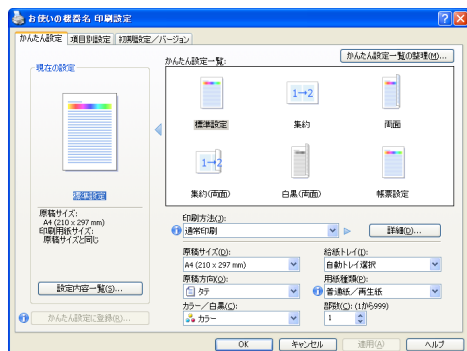 お使いの機器名 印刷設定
かんたん設定 項目別設定 初期設定／バージョン
現在の設定
かんたん設定一覧:
かんたん設定一覧の整理(M)...
1→2
標準設定 集約 両面
1→2
集約(両面) 白黒(両面) 帳票設定
標準設定
原稿サイズ:
A4 (210 x 297 mm)
印刷用紙サイズ:
原稿サイズと同じ
設定内容一覧(S)...
かんたん設定に登録(R)...
印刷方法(J):
通常印刷
詳細(D)...
原稿サイズ(D): 給紙トレイ(I):
A4 (210 x 297 mm) 自動トレイ選択
原稿方向(O): 用紙種類(P):
タテ 普通紙／再生紙
カラー／白黒(C): 部数(C): (1から999)
カラー 1
OK キャンセル 適用(A) ヘルプ